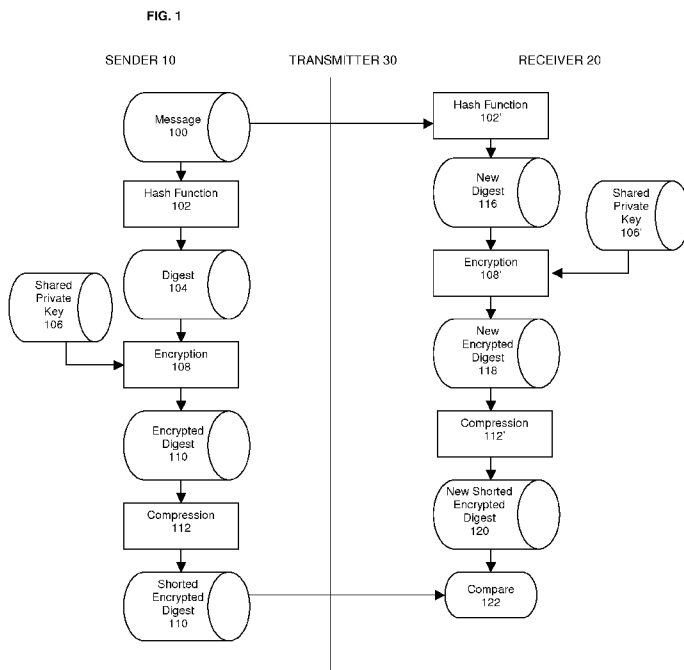 FIG. 1
SENDER 10
TRANSMITTER 30
RECEIVER 20
Message
100
Hash Function
102
Digest
104
Shared
Private
Key
106
Encryption
108
Encrypted
Digest
110
Compression
112
Shorted
Encrypted
Digest
110
Hash Function
102'
New
Digest
116
Shared
Private
Key
106'
Encryption
108'
New
Encrypted
Digest
118
Compression
112'
New Shorted
Encrypted
Digest
120
Compare
122